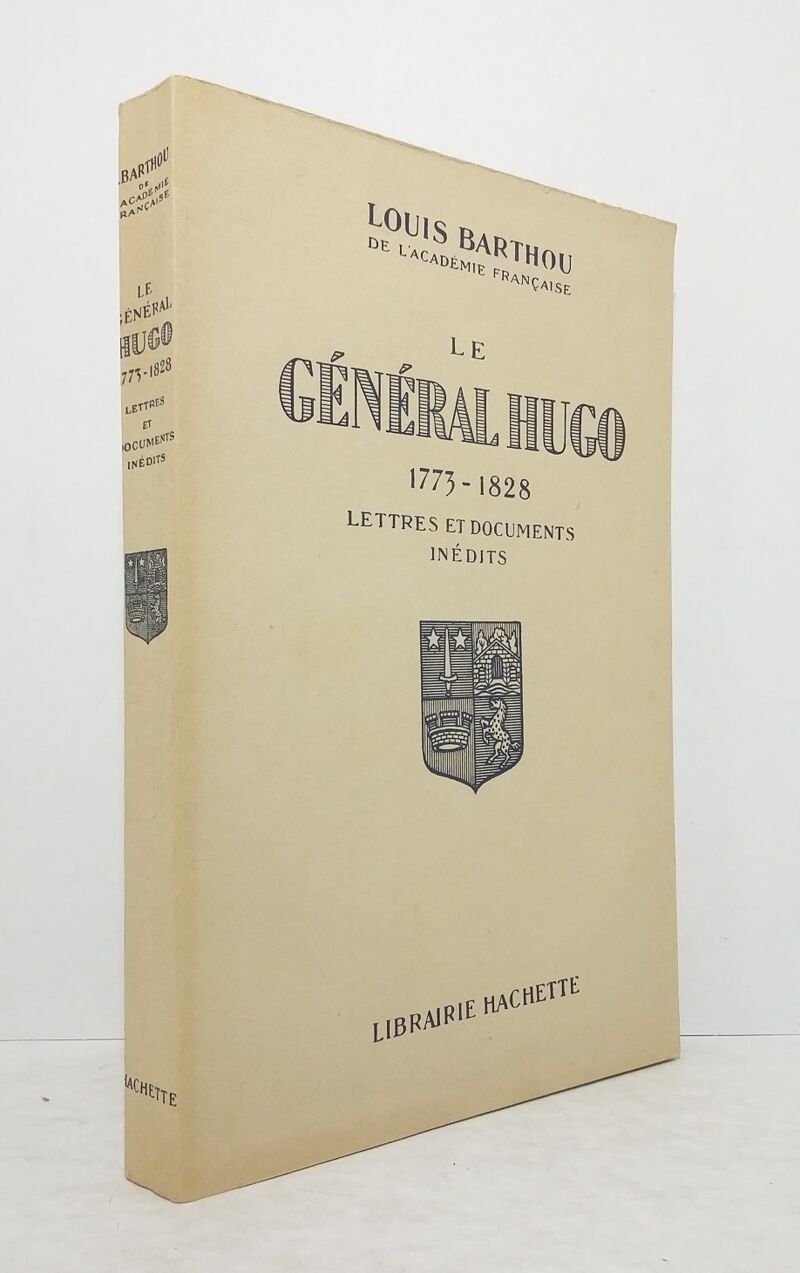 .BARTHOU
DE
ACADÉMIE
FRANÇAISE
LE
GÉNÉRAL
HUGO
1773-1828
LETTRES
ET
DOCUMENTS
INÉDITS
HACHETTE
LOUIS BARTHOU
DE L'ACADÉMIE FRANÇAISE
LE
GÉNÉRAL HUGO
1773-1828
LETTRES ET DOCUMENTS
INÉDITS
LIBRAIRIE HACHETTE